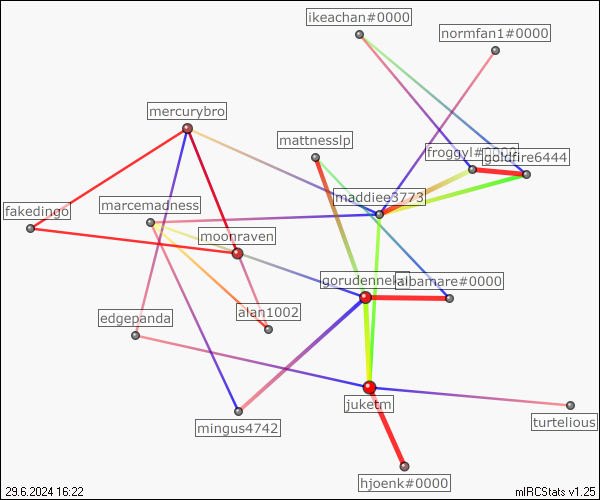 ikeachan#0000
normfan1#0000
mercurybro
mattnesslp
froggyl#0000
goldfire6444
maddiee3773
fakedingo
marcemadness
moonraven
gorudenneko
albamare#0000
alan1002
edgepanda
juketm
mingus4742
turtelious
hjoenk#0000
29.6.2024 16:22
mIRCStats v1.25